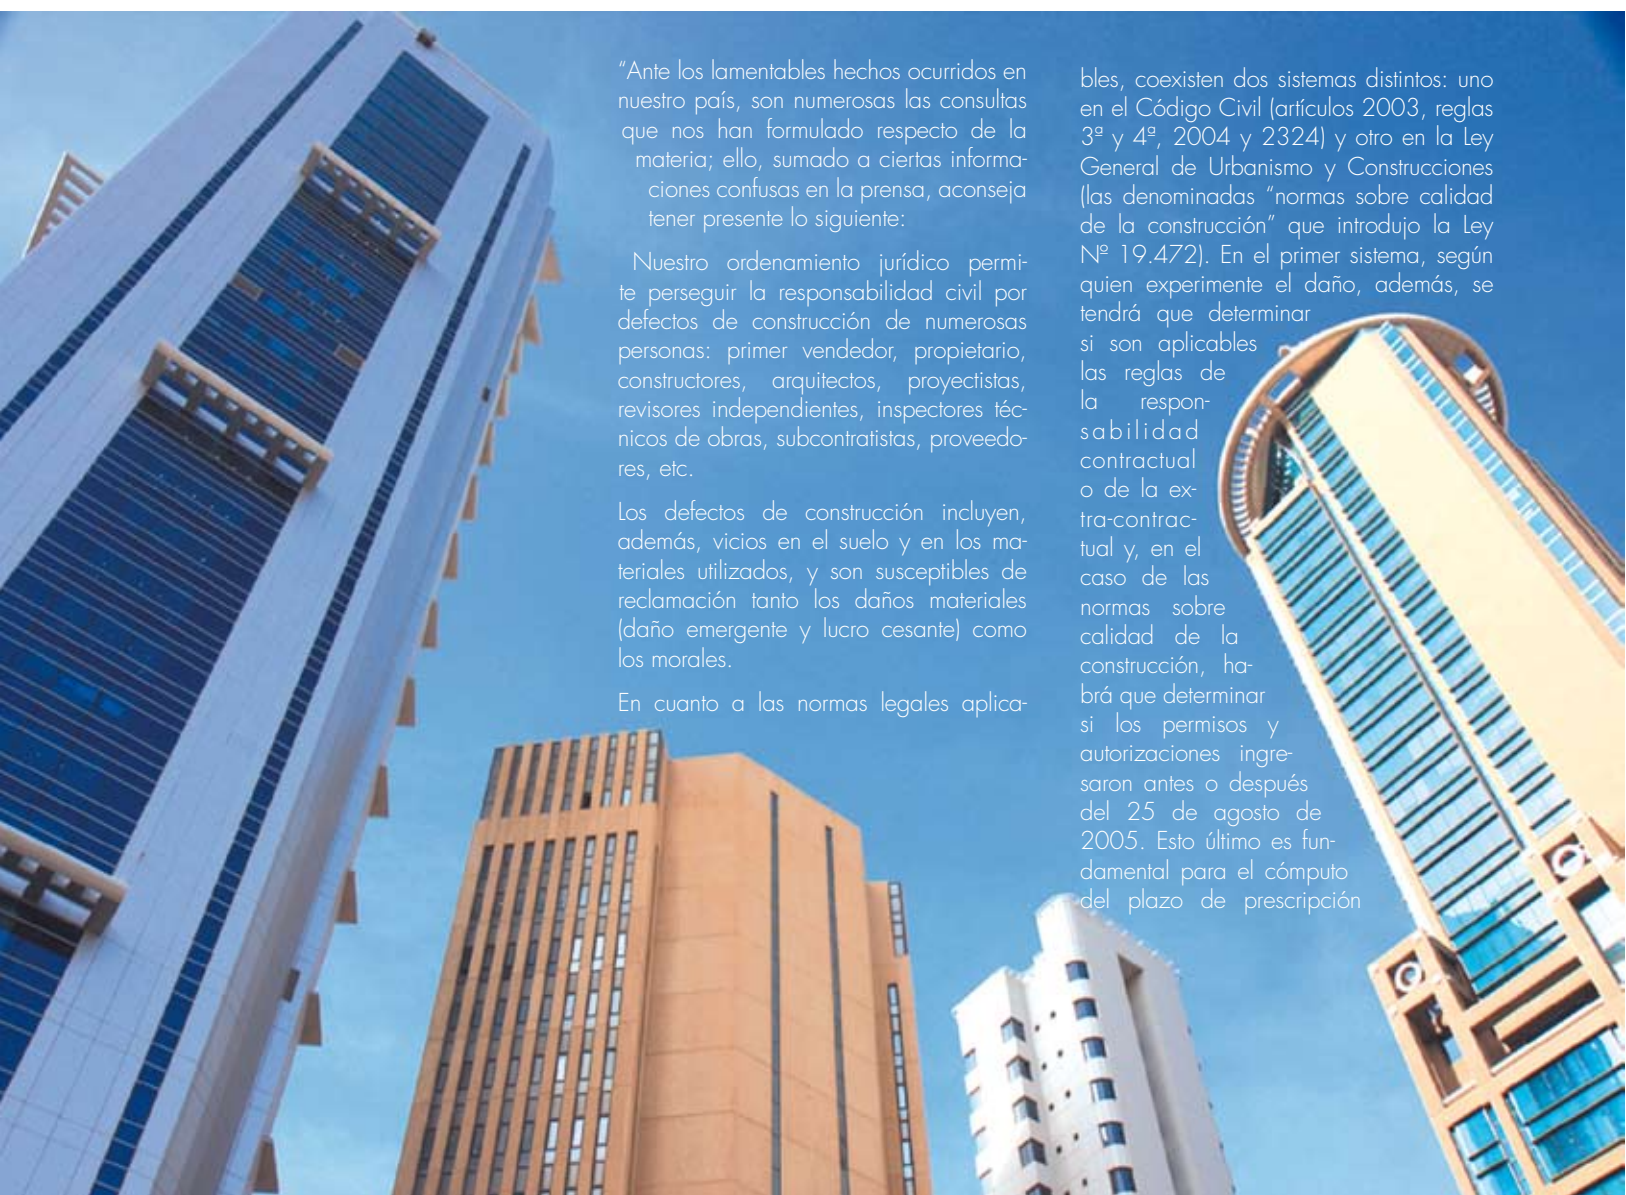 “Ante los lamentables hechos ocurridos en
nuestro país, son numerosas las consultas
que nos han formulado respecto de la
materia; ello, sumado a ciertas informa-
ciones confusas en la prensa, aconseja
tener presente lo siguiente:
Nuestro ordenamiento jurídico permi-
te perseguir la responsabilidad civil por
defectos de construcción de numerosas
personas: primer vendedor, propietario,
constructores, arquitectos, proyectistas,
revisores independientes, inspectores téc-
nicos de obras, subcontratistas, proveedo-
res, etc.
Los defectos de construcción incluyen,
además, vicios en el suelo y en los ma-
teriales utilizados, y son susceptibles de
reclamación tanto los daños materiales
(daño emergente y lucro cesante) como
los morales.
En cuanto a las normas legales aplica-
bles, coexisten dos sistemas distintos: uno
en el Código Civil (artículos 2003, reglas
3ª y 4ª, 2004 y 2324) y otro en la Ley
General de Urbanismo y Construcciones
(las denominadas “normas sobre calidad
de la construcción” que introdujo la Ley
Nº 19.472). En el primer sistema, según
quien experimente el daño, además, se
tendrá que determinar
si son aplicables
las reglas de
la respon-
sabilidad
contractual
o de la ex-
tra-contrac-
tual y, en el
caso de las
normas sobre
calidad de la
construcción, ha-
brá que determinar
si los permisos y
autorizaciones ingre-
saron antes o después
del 25 de agosto de
2005. Esto último es fun-
damental para el cómputo
del plazo de prescripción